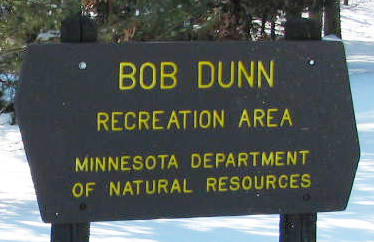 BOB DUNN
RECREATION AREA
MINNESOTA DEPARTMENT
OF NATURAL RESOURCES